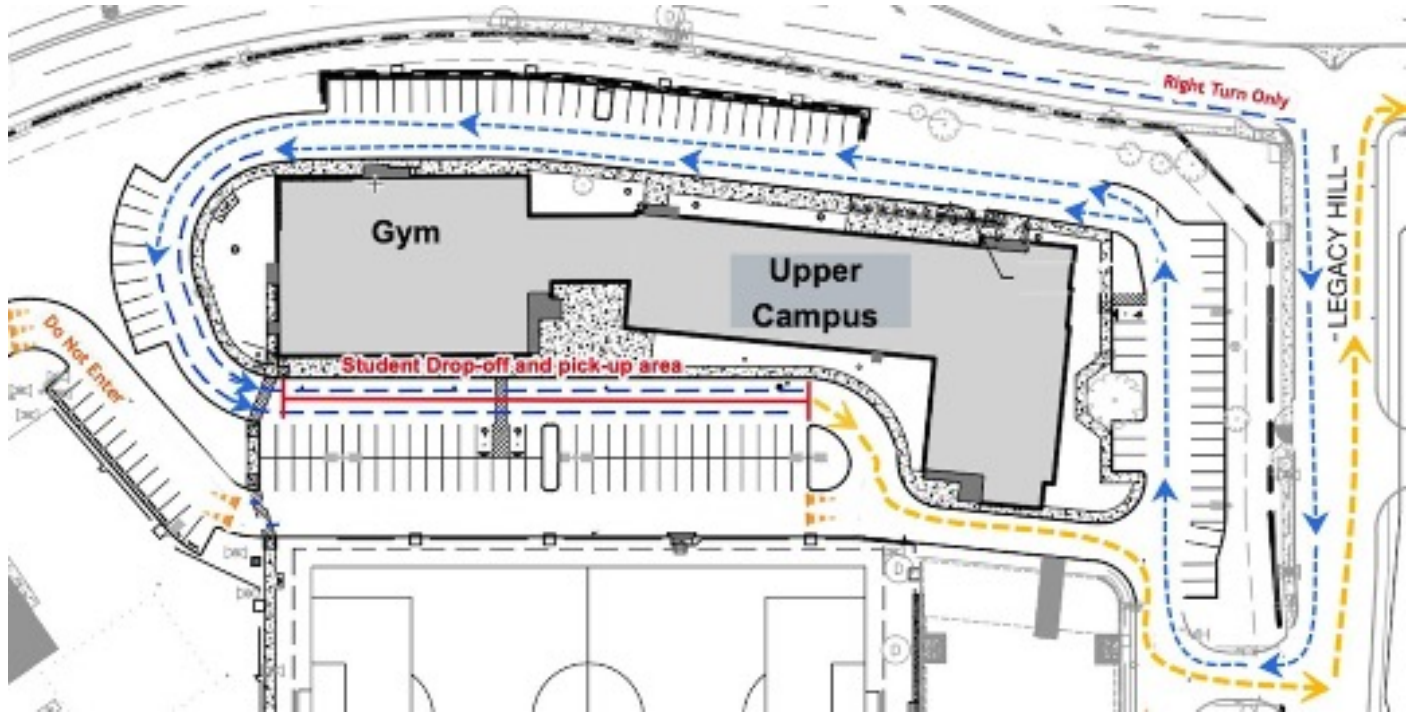 Right Turn Only
-LEGACY HILL-
Gym
Upper
Campus
Do Not Enter
Student Drop-off and pick-up area